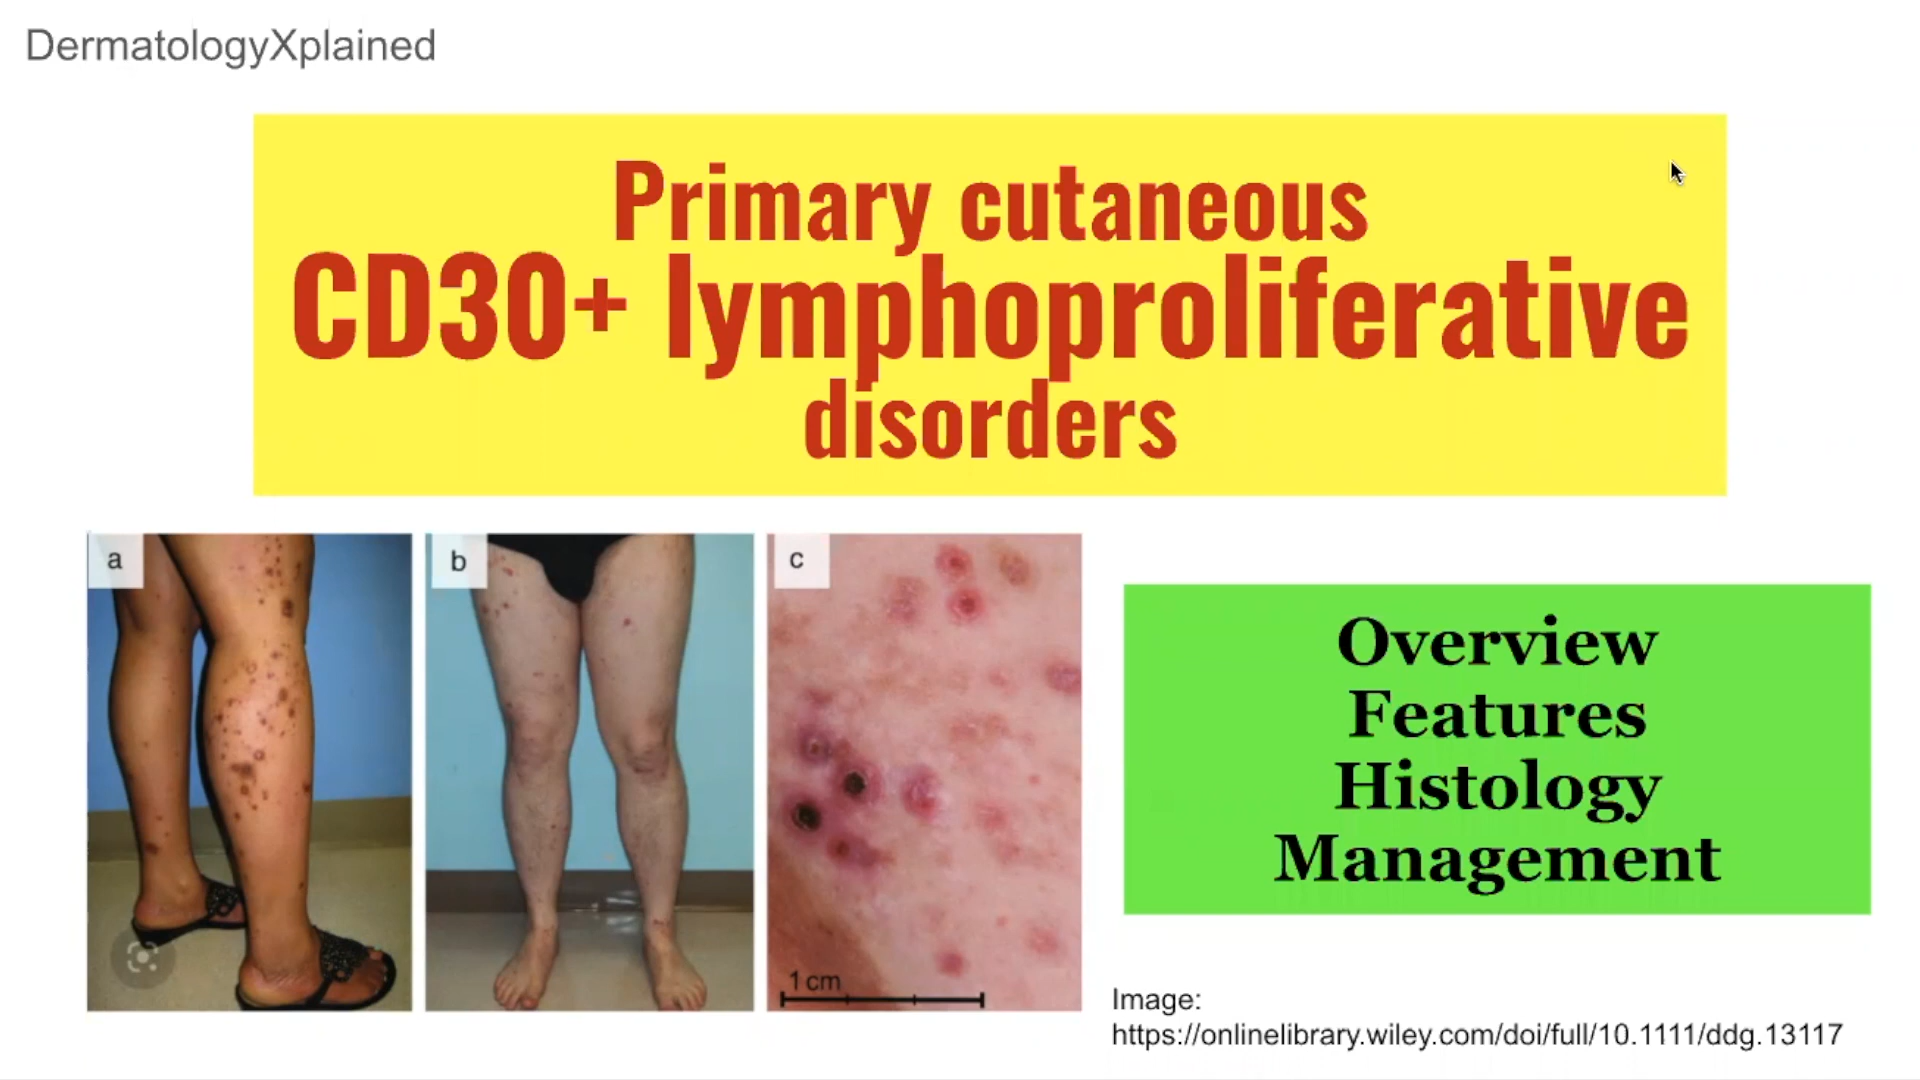 DermatologyXplained
Primary cutaneous
CD30+ lymphoproliferative
disorders
a
b
c
1 cm
Overview
Features
Histology
Management
Image:
https://onlinelibrary.wiley.com/doi/full/10.1111/ddg.13117